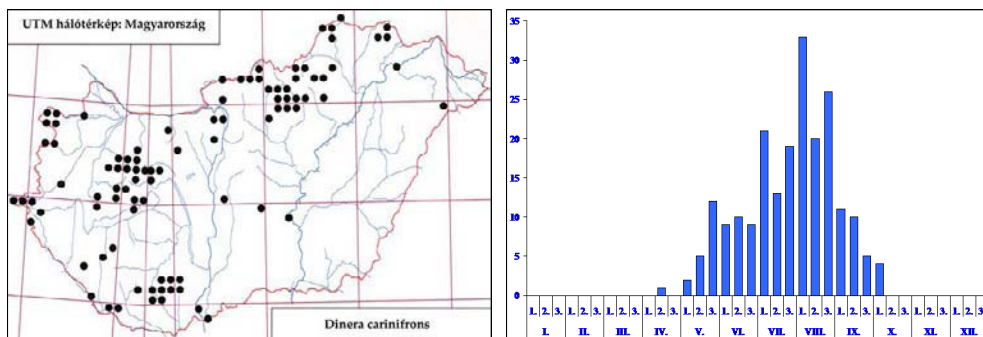 UTM hálótérkép: Magyarország
Dinera carinifrons
35
30
25
20
15
10
5
0
1. 2. 3. 1. 2. 3. 1. 2. 3. 1. 2. 3. 1. 2. 3. 1. 2. 3. 1. 2. 3. 1. 2. 3. 1. 2. 3. 1. 2. 3. 1. 2. 3. 1. 2. 3.
I. II. III. IV. V. VI. VII. VIII. IX. X. XI. XII.